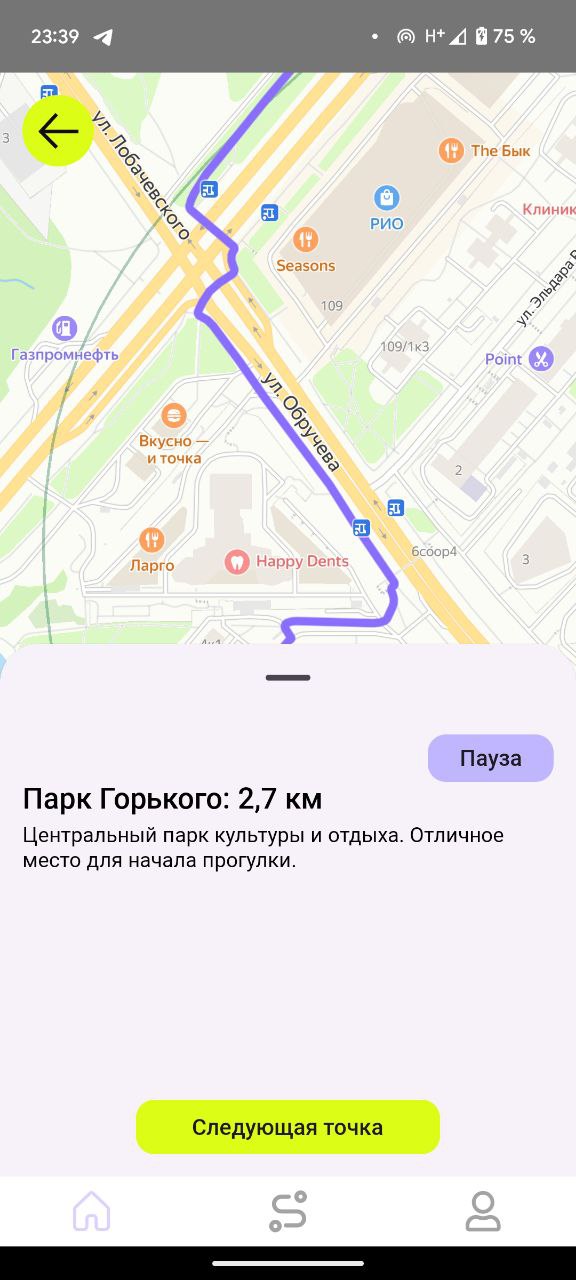 23:39
H+
75 %
3
ул. Лобачевского
The Бык
РИО
Клиник
Seasons
109
ул. Эльдара Р
Газпромнефть
109/1к3
Point
ул. Обручева
Вкусно —
и точка
2
Ларго
Happy Dents
6соор4
3
Пауза
Парк Горького: 2,7 км
Центральный парк культуры и отдыха. Отличное
место для начала прогулки.
Следующая точка